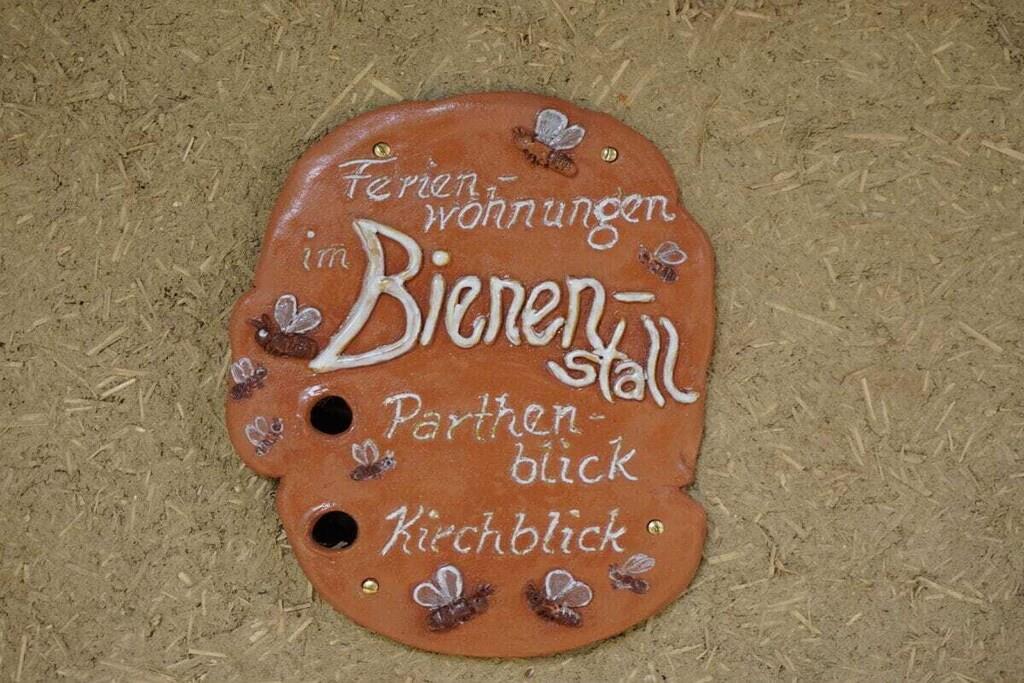 Ferien-
wohnungen
im Bienen-
stall
Parthen-
blick
Kirchblick